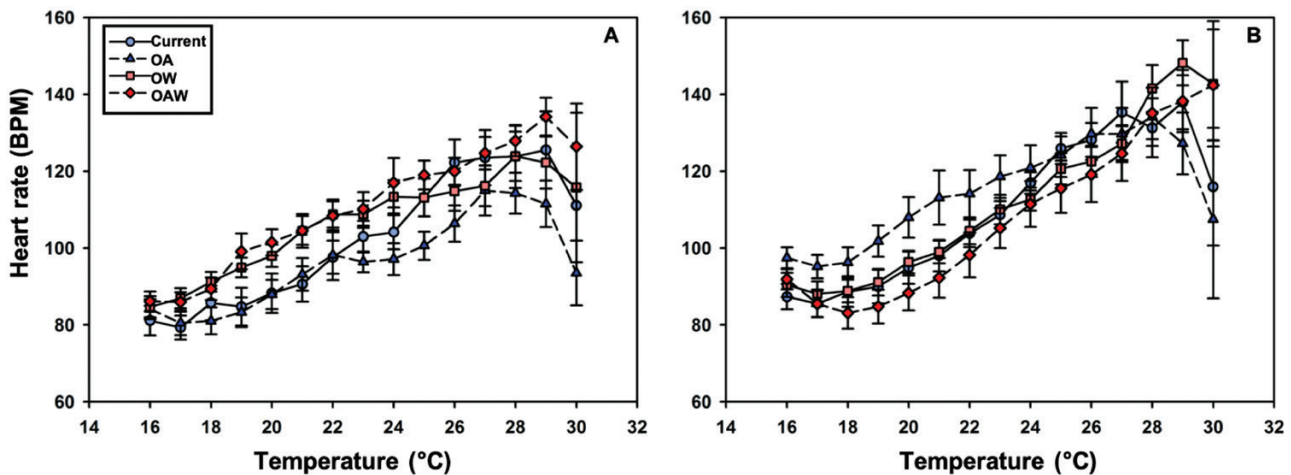 160
140
120
100
80
60
Heart rate (BPM)
Current
OA
OW
OAW
A
14 16 18 20 22 24 26 28 30 32
Temperature (°C)
160
140
120
100
80
60
B
14 16 18 20 22 24 26 28 30 32
Temperature (°C)